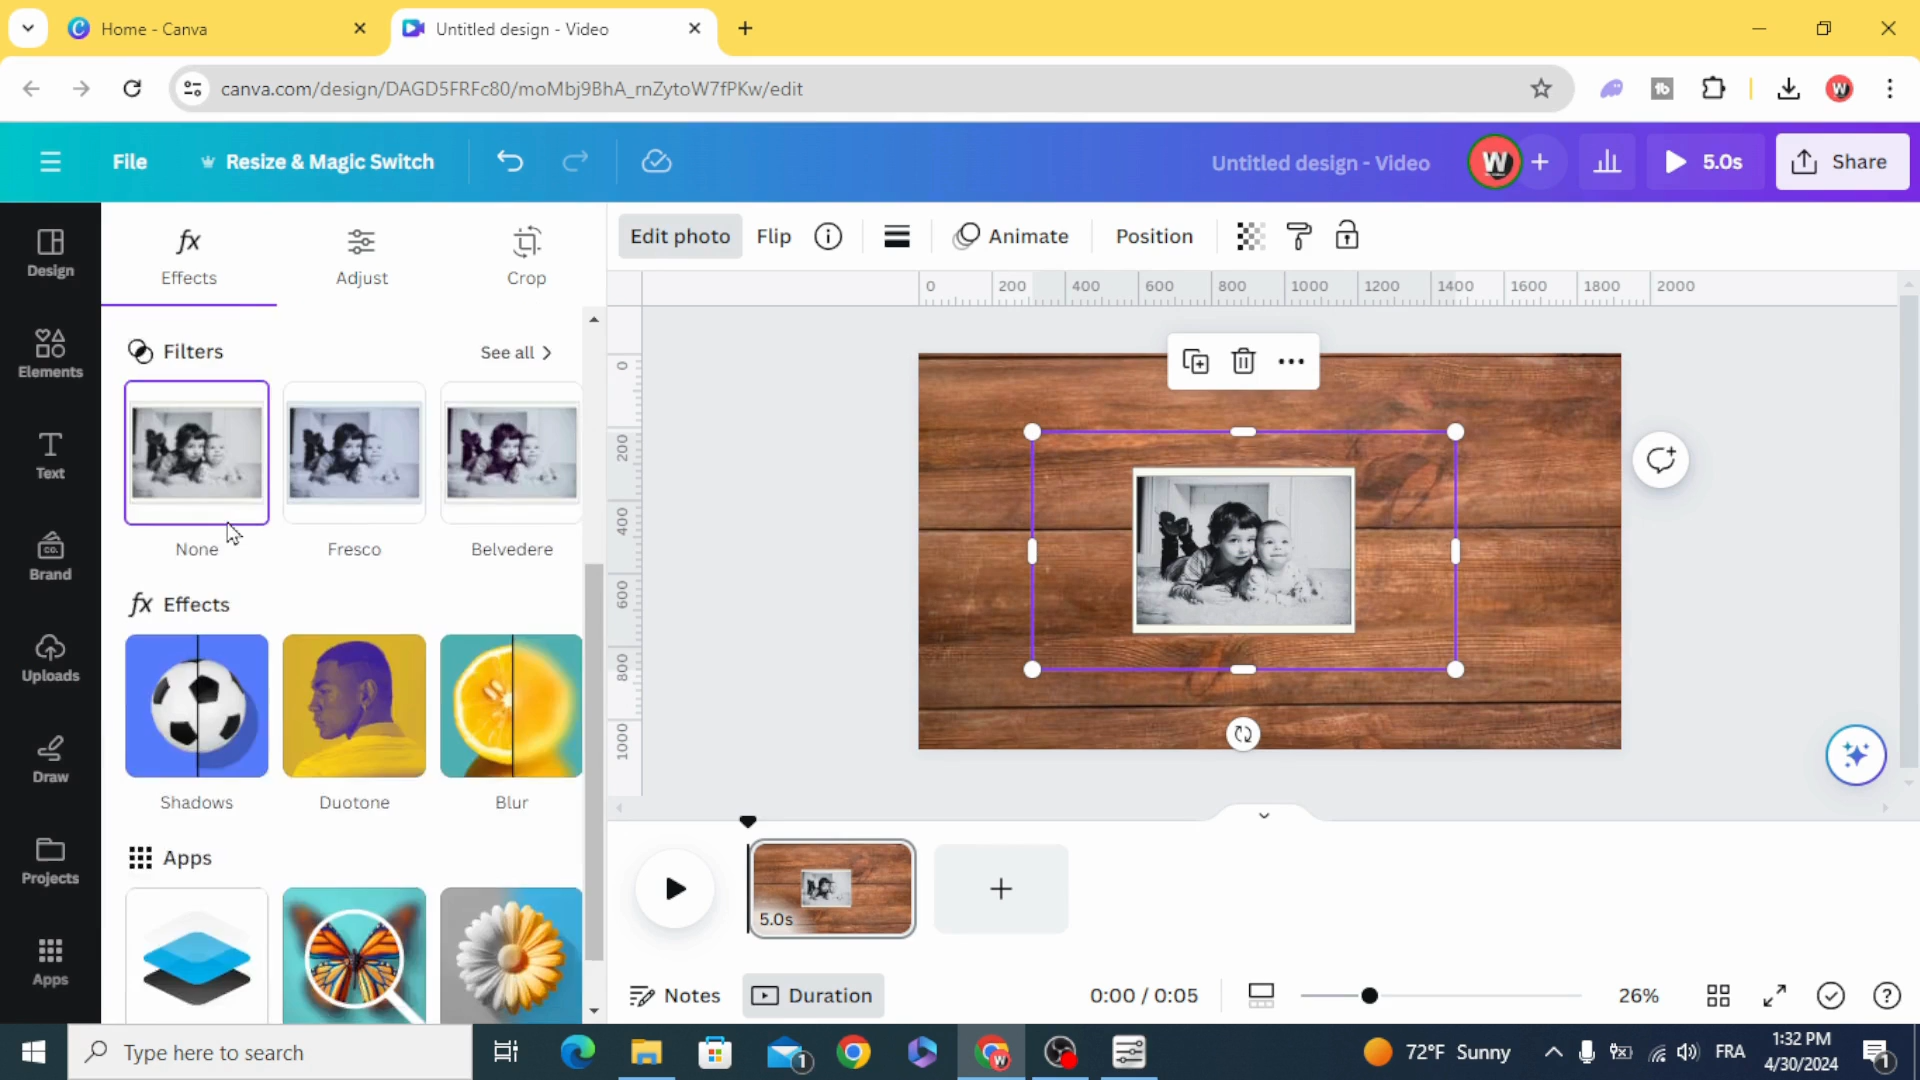 Home - Canva
Untitled design - Video
canva.com/design/DAGD5FRFc80/moMbj9BhA_rnZytoW7fPKw/edit
File
Resize & Magic Switch
Untitled design - Video
W
5.0s
Share
Design
Elements
Text
Brand
Uploads
Draw
Projects
Apps
Effects
Adjust
Crop
Edit photo
Flip
Animate
Position
0 200 400 600 800 1000 1200 1400 1600 1800 2000
0
200
400
600
800
1000
Filters
See all
None
Fresco
Belvedere
fx Effects
Shadows
Duotone
Blur
Apps
5.0s
Notes
Duration
0:00 / 0:05
26%
Type here to search
1
72°F Sunny
FRA
1:32 PM
4/30/2024
1